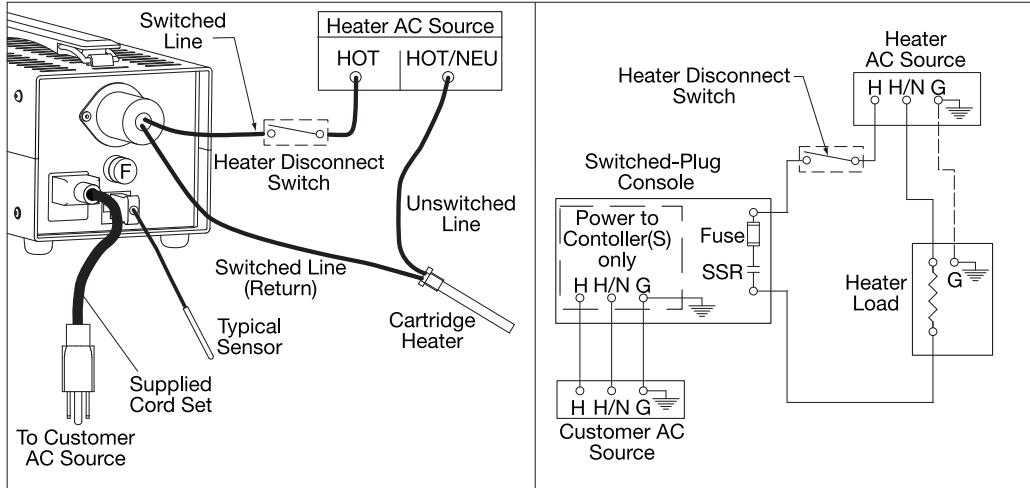 Switched
Line
Heater AC Source
HOT
HOT/NEU
Heater Disconnect
Switch
F
Unswitched
Line
Switched Line
(Return)
Typical
Sensor
Cartridge
Heater
Supplied
Cord Set
To Customer
AC Source
Heater
AC Source
H H/N G
Heater Disconnect
Switch
Switched-Plug
Console
Power to
Contoller(S)
only
H H/N G
Fuse
SSR
G
Heater
Load
H H/N G
Customer AC
Source